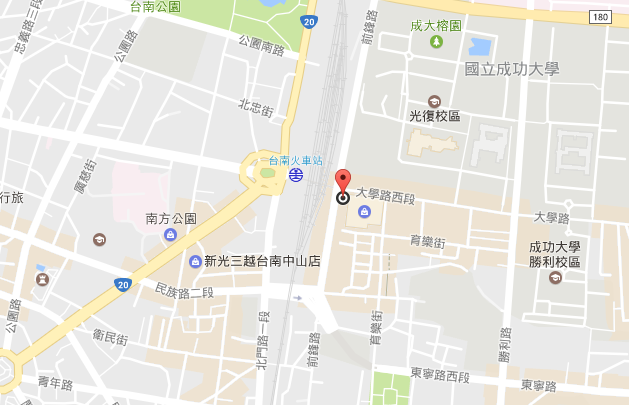 台南公園
20
180
忠義路三段
公園路
公園南路
前鋒路
成大榕園
國立成功大學
北忠街
光復校區
台南火車站
廣慈街
行旅
大學路西段
大學路
南方公園
育樂街
新光三越台南中山店
成功大學
勝利校區
20
民族路二段
公園路
衛民街
北門路一段
前鋒路
育樂街
勝利路
青年路
東寧路西段
東寧路